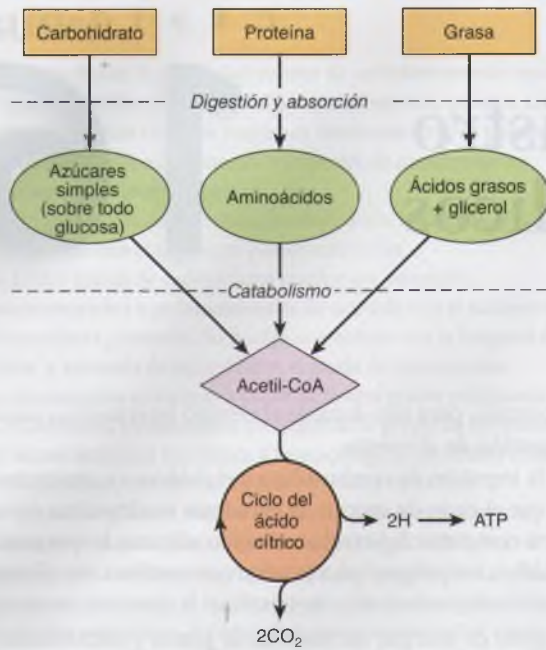 Carbohidrato
Proteína
Grasa
Digestión y absorción
Azúcares
simples
(sobre todo
glucosa)
Aminoácidos
Ácidos grasos
+ glicerol
Catabolismo
Acetil-CoA
Ciclo del
ácido
cítrico
2H
ATP
2CO₂